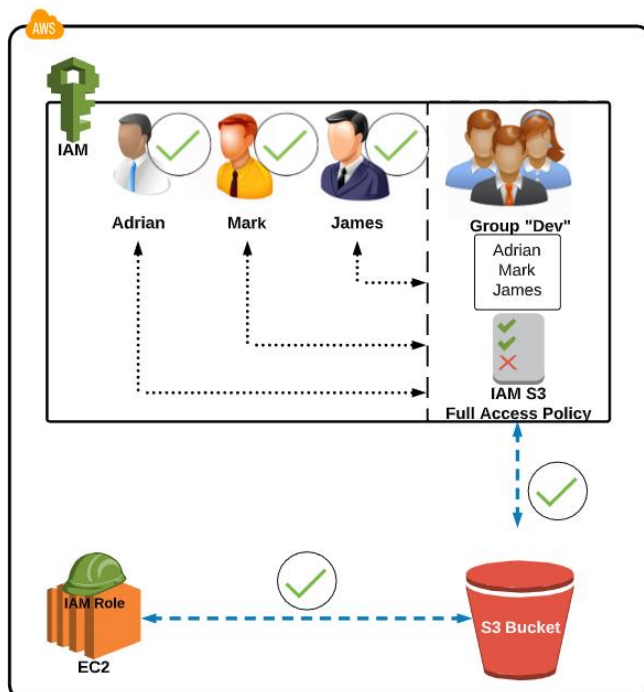 AWS
IAM
Adrian
Mark
James
Group "Dev"
Adrian
Mark
James
IAM S3
Full Access Policy
IAM Role
EC2
S3 Bucket